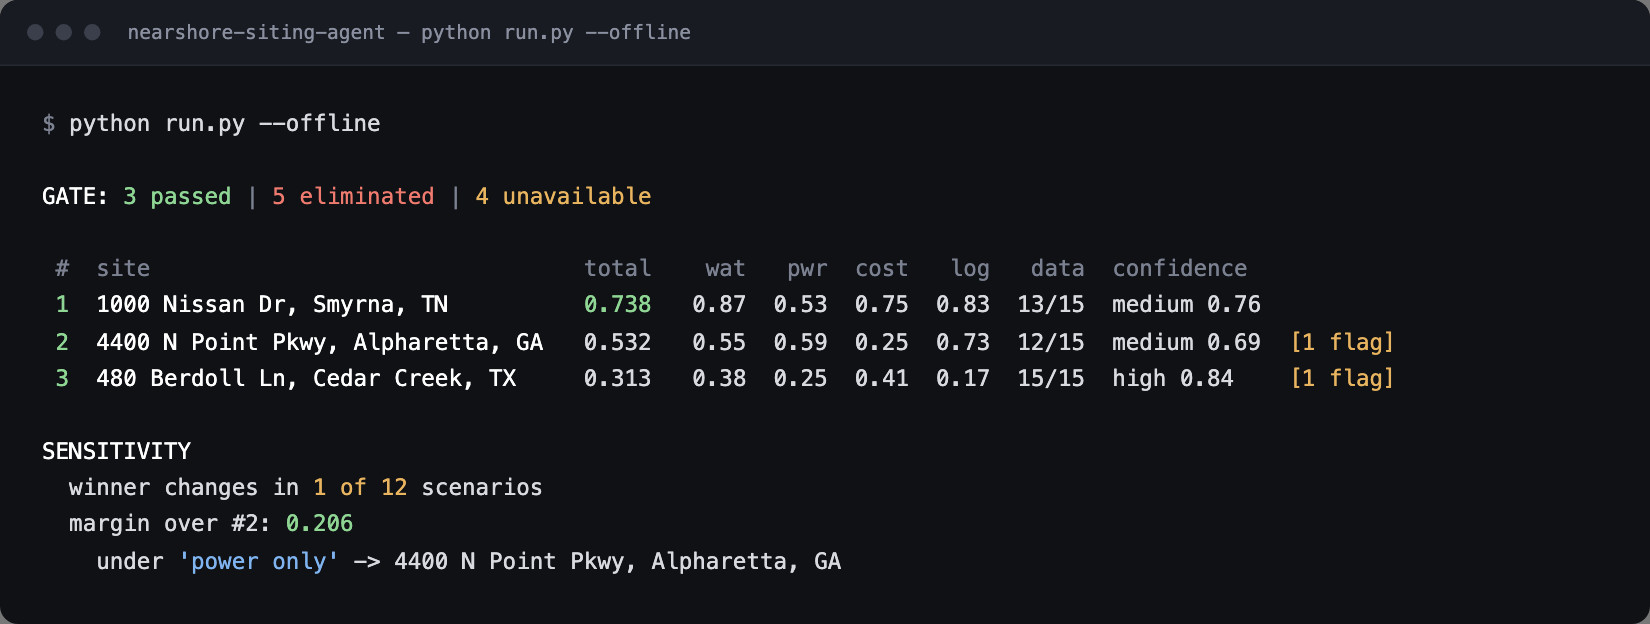 nearshore-siting-agent — python run.py --offline
$ python run.py --offline
GATE: 3 passed | 5 eliminated | 4 unavailable
# site total wat pwr cost log data confidence
1 1000 Nissan Dr, Smyrna, TN 0.738 0.87 0.53 0.75 0.83 13/15 medium 0.76
2 4400 N Point Pkwy, Alpharetta, GA 0.532 0.55 0.59 0.25 0.73 12/15 medium 0.69 [1 flag]
3 480 Berdoll Ln, Cedar Creek, TX 0.313 0.38 0.25 0.41 0.17 15/15 high 0.84 [1 flag]
SENSITIVITY
winner changes in 1 of 12 scenarios
margin over #2: 0.206
under 'power only' -> 4400 N Point Pkwy, Alpharetta, GA